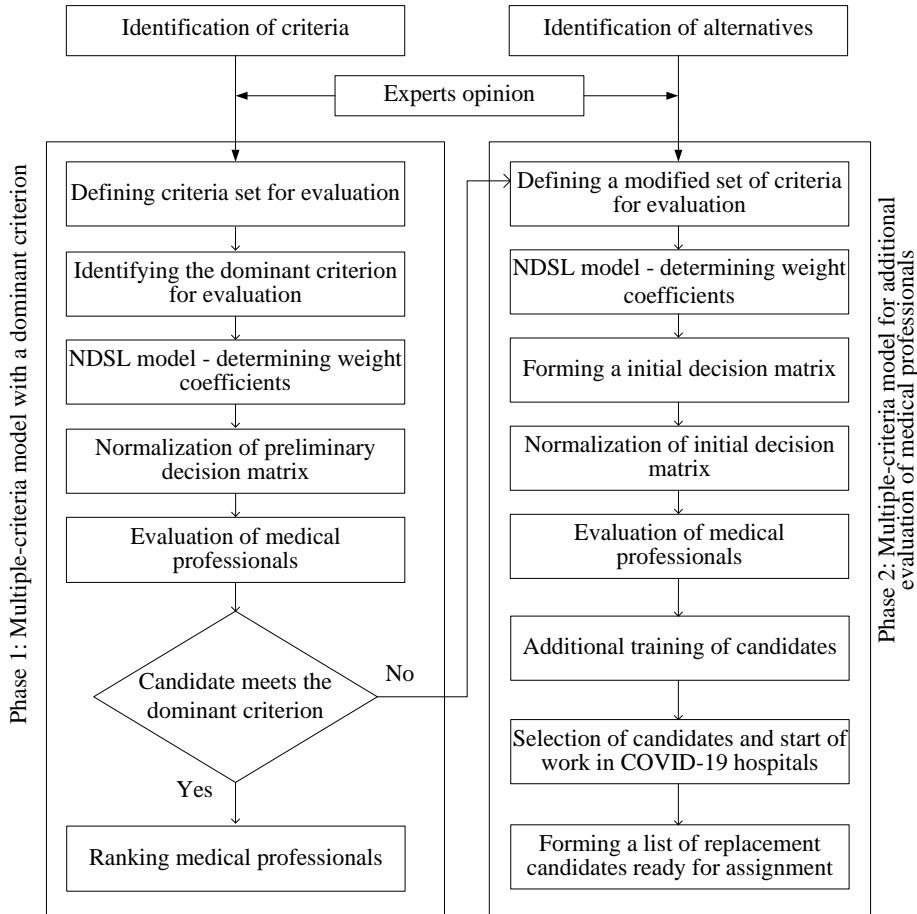 Identification of criteria
Identification of alternatives
Experts opinion
Phase 1: Multiple-criteria model with a dominant criterion
Defining criteria set for evaluation
Identifying the dominant criterion
for evaluation
NDSL model - determining weight
coefficients
Normalization of preliminary
decision matrix
Evaluation of medical
professionals
Candidate meets the
dominant criterion
No
Yes
Ranking medical professionals
Defining a modified set of criteria
for evaluation
NDSL model - determining weight
coefficients
Forming a initial decision matrix
Normalization of initial decision
matrix
Evaluation of medical
professionals
Additional training of candidates
Selection of candidates and start of
work in COVID-19 hospitals
Forming a list of replacement
candidates ready for assignment
Phase 2: Multiple-criteria model for additional
evaluation of medical professionals